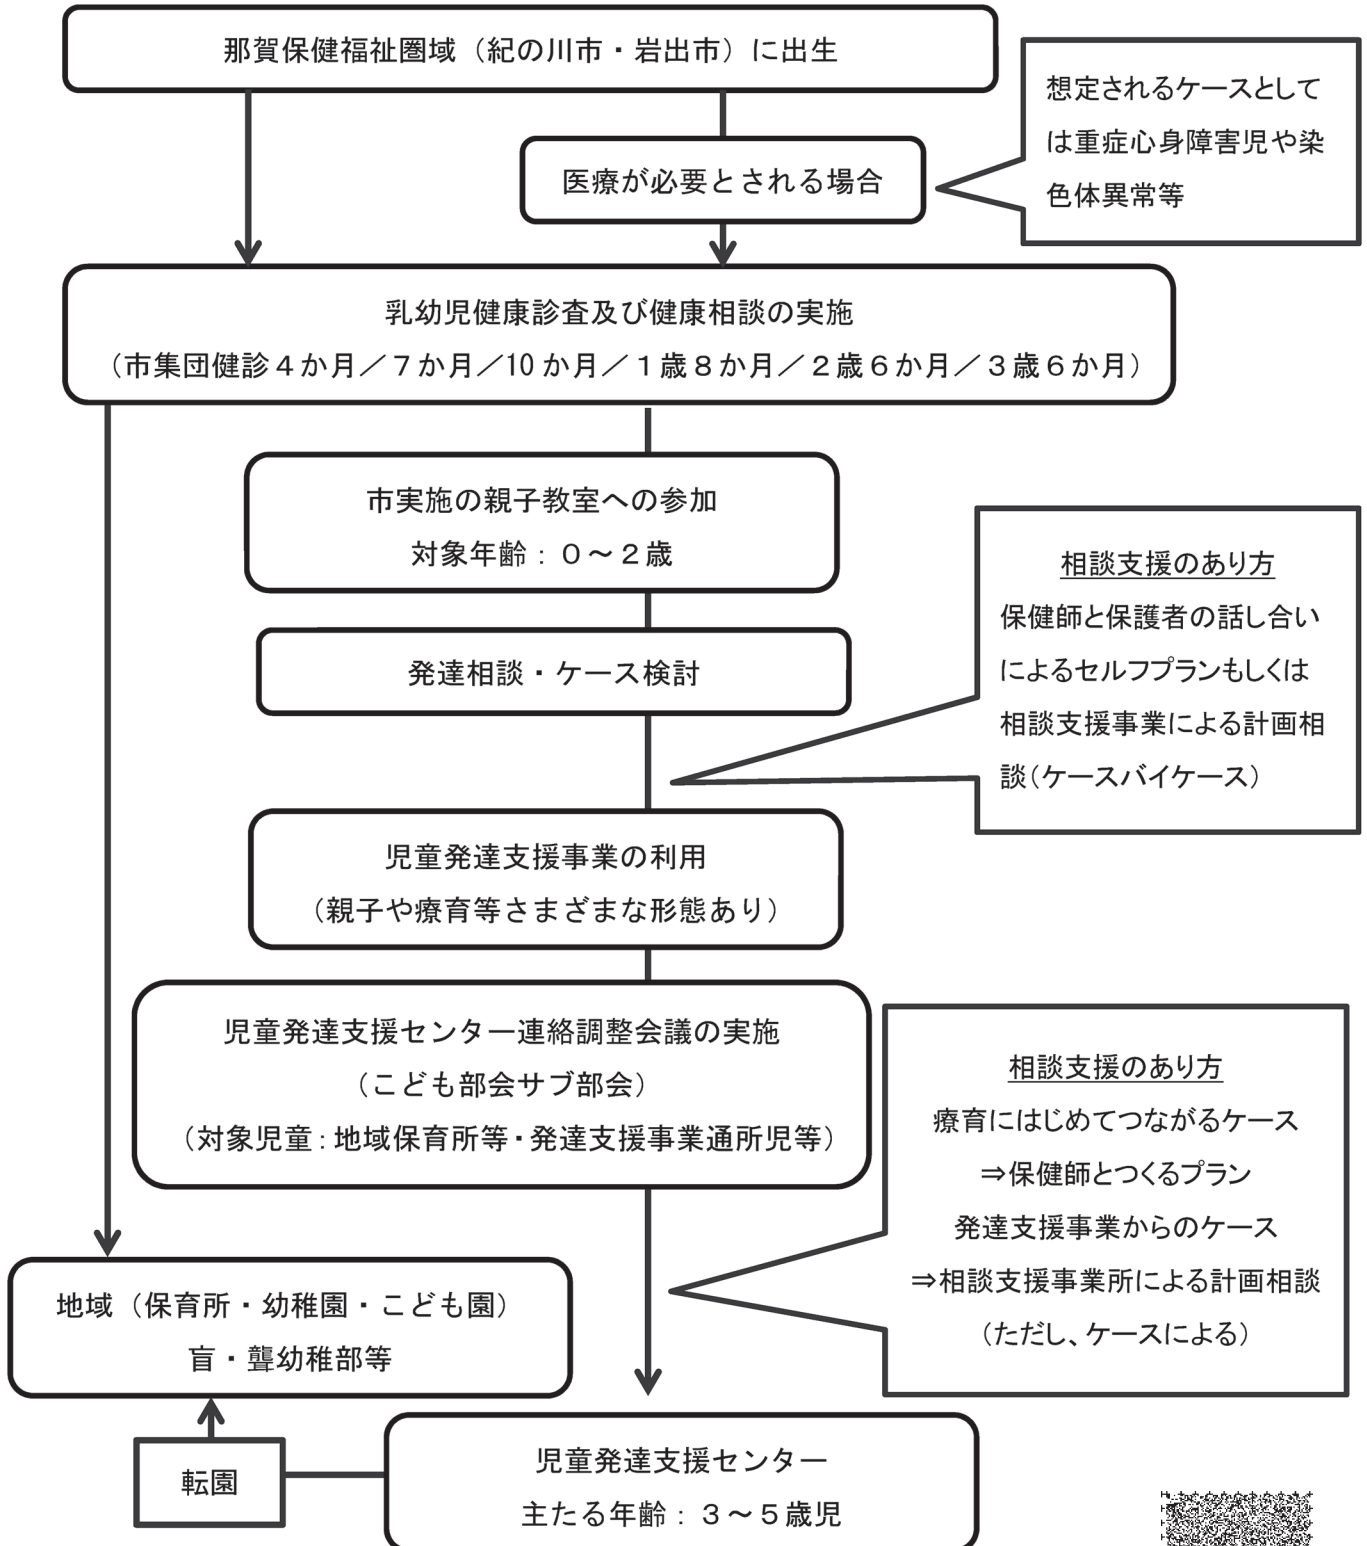 那賀保健福祉圏域（紀の川市・岩出市）に出生
想定されるケースとして
は重症心身障害児や染
色体異常等
医療が必要とされる場合
乳幼児健康診査及び健康相談の実施
（市集団健診４か月／７か月／10か月／１歳８か月／２歳６か月／３歳６か月）
市実施の親子教室への参加
対象年齢：０～２歳
相談支援のあり方
保健師と保護者の話し合い
によるセルフプランもしくは
相談支援事業による計画相
談（ケースバイケース）
発達相談・ケース検討
児童発達支援事業の利用
（親子や療育等さまざまな形態あり）
児童発達支援センター連絡調整会議の実施
（こども部会サブ部会）
（対象児童：地域保育所等・発達支援事業通所児等）
相談支援のあり方
療育にはじめてつながるケース
⇒保健師とつくるプラン
発達支援事業からのケース
⇒相談支援事業所による計画相談
（ただし、ケースによる）
地域（保育所・幼稚園・こども園）
盲・聾幼稚部等
転園
児童発達支援センター
主たる年齢：３～５歳児